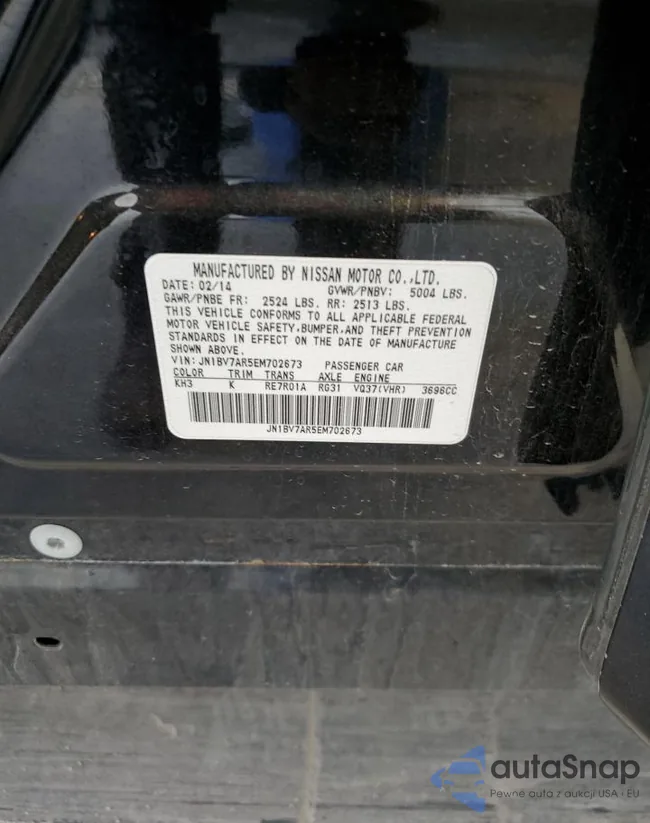 MANUFACTURED BY NISSAN MOTOR CO.,LTD.
DATE: 02/14 GVWR/PNBV: 5004 LBS.
GAWR/PNBE FR: 2524 LBS. RR: 2513 LBS.
THIS VEHICLE CONFORMS TO ALL APPLICABLE FEDERAL
MOTOR VEHICLE SAFETY,BUMPER,AND THEFT PREVENTION
STANDARDS IN EFFECT ON THE DATE OF MANUFACTURE
SHOWN ABOVE.
VIN: JN1BV7AR5EM702673 PASSENGER CAR
COLOR TRIM TRANS AXLE ENGINE
KH3 K RE7R01A RG31 VQ37(VHR) 3696CC
JN1BV7AR5EM702673
autaSnap
Pewne auta z aukcji USA i EU